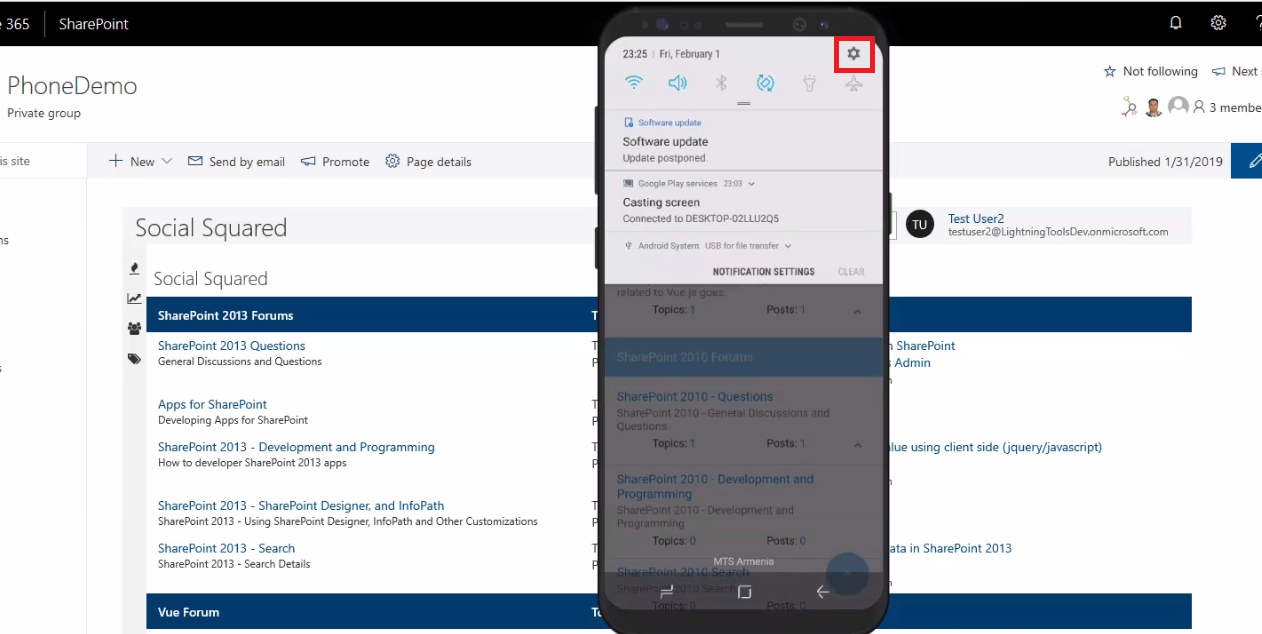 e 365 SharePoint
PhoneDemo
Private group
Not following
Next
3 membe
is site
New
Send by email
Promote
Page details
Published 1/31/2019
Social Squared
TU
Test User2
testuser2@LightningToolsDev.onmicrosoft.com
Social Squared
SharePoint 2013 Forums
T
SharePoint 2013 Questions
General Discussions and Questions
Apps for SharePoint
Developing Apps for SharePoint
SharePoint 2013 - Development and Programming
How to developer SharePoint 2013 apps
SharePoint 2013 - SharePoint Designer, and InfoPath
SharePoint 2013 - Using SharePoint Designer, InfoPath and Other Customizations
SharePoint 2013 - Search
SharePoint 2013 - Search Details
Vue Forum
To
n SharePoint
s Admin
lue using client side (jquery/javascript)
ata in SharePoint 2013
23:25 | Fri, February 1
Software update
Software update
Update postponed.
Google Play services 23:03
Casting screen
Connected to DESKTOP-02LLU2Q5
Android System USB for file transfer
NOTIFICATION SETTINGS CLEAR
related to Vue.js goes.
Topics: 1 Posts: 1
SharePoint 2010 Forums
SharePoint 2010 - Questions
SharePoint 2010 - General Discussions and
Questions
Topics: 1 Posts: 1
SharePoint 2010 - Development and
Programming
SharePoint 2010 - Development and
Programming
Topics: 0 Posts: 0
MTS Armenia
SharePoint 2010 Search
SharePoint 2010 Search
Topics: 0 Posts: 0